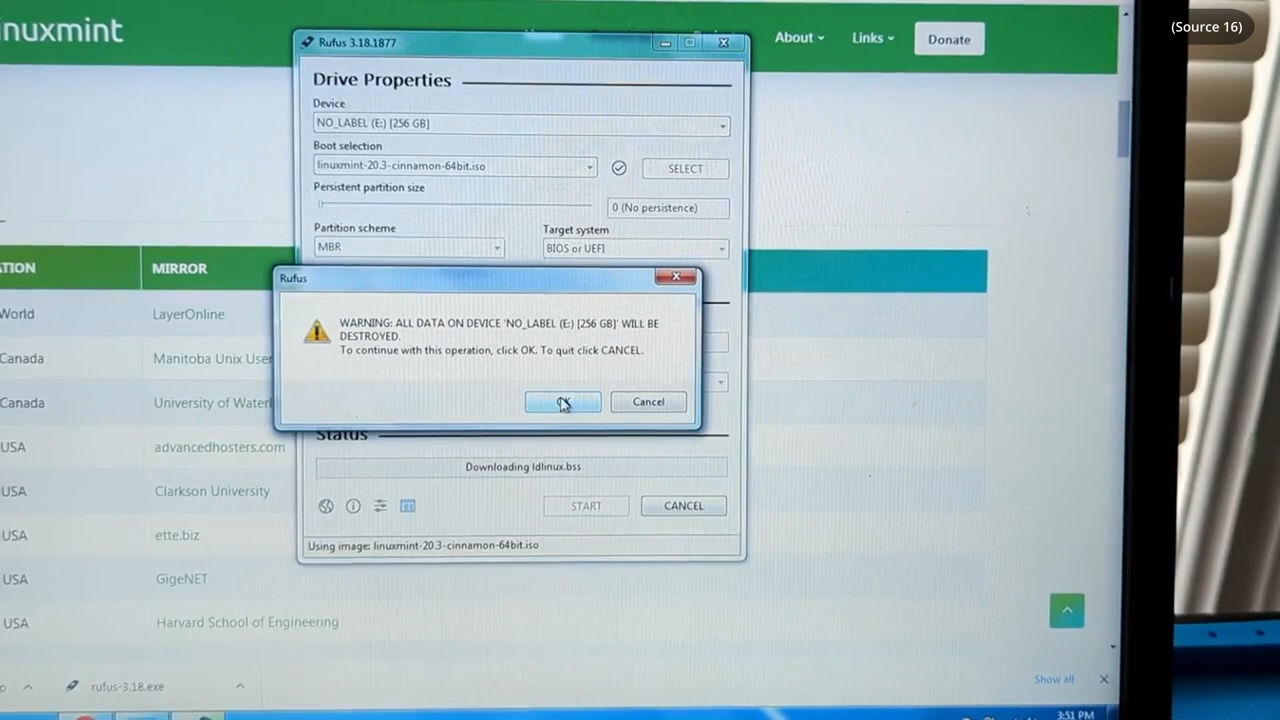 inuxmint
About
Links
Donate
(Source 16)
Rufus 3.18.1877
Drive Properties
Device
NO_LABEL (E:) [256 GB]
Boot selection
linuxmint-20.3-cinnamon-64bit.iso
SELECT
Persistent partition size
0 (No persistence)
Partition scheme
Target system
MBR
BIOS or UEFI
ATION
MIRROR
World
LayerOnline
Canada
Manitoba Unix User
Canada
University of Waterl
USA
advancedhosters.com
USA
Clarkson University
USA
ette.biz
USA
GigeNET
USA
Harvard School of Engineering
Rufus
WARNING: ALL DATA ON DEVICE 'NO_LABEL (E:) [256 GB]' WILL BE
DESTROYED.
To continue with this operation, click OK. To quit click CANCEL.
OK
Cancel
Status
Downloading ldlinux.bss
START
CANCEL
Using image: linuxmint-20.3-cinnamon-64bit.iso
rufus-3.18.exe
Show all
3:51 PM